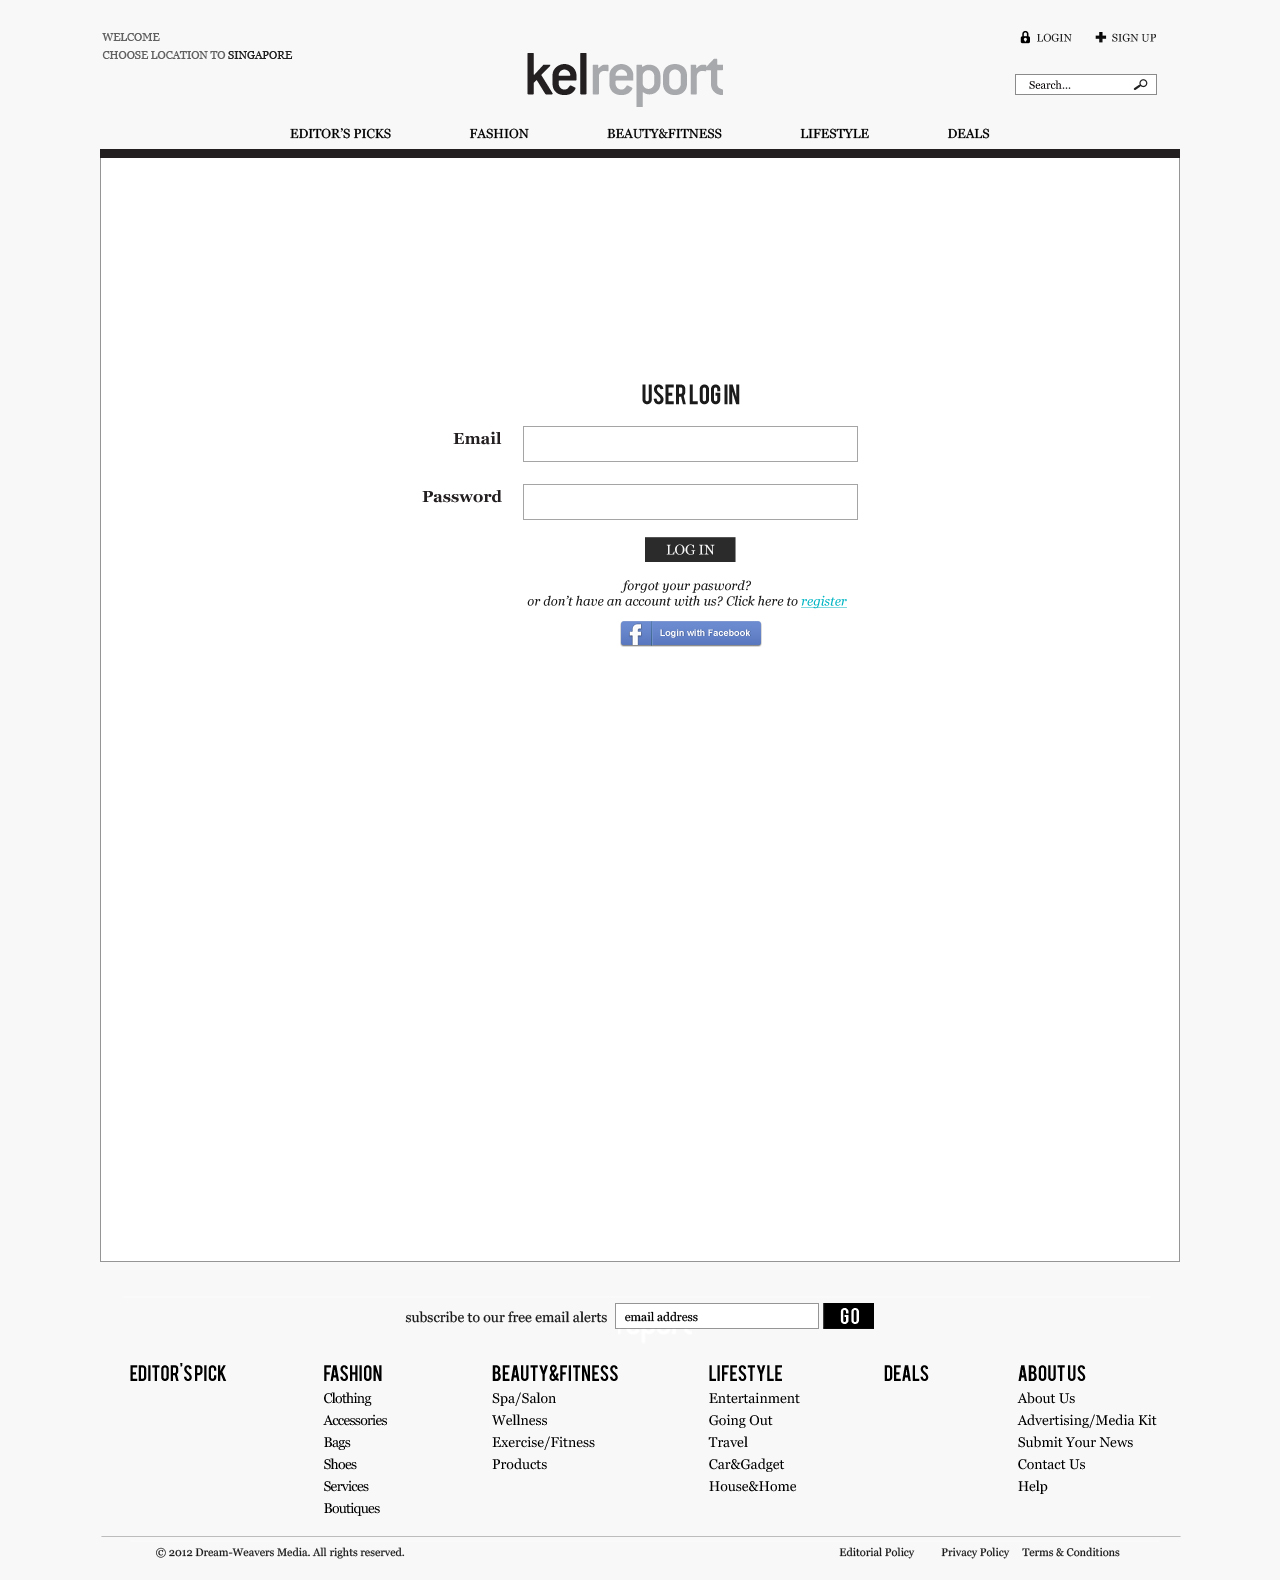 WELCOME
CHOOSE LOCATION TO SINGAPORE
LOGIN
SIGN UP
kelreport
Search...
EDITOR'S PICKS
FASHION
BEAUTY&FITNESS
LIFESTYLE
DEALS
USER LOG IN
Email
Password
LOG IN
forgot your pasword?
or don't have an account with us? Click here to register
f Login with Facebook
subscribe to our free email alerts
email address
GO
report
EDITOR'S PICK
FASHION
Clothing
Accessories
Bags
Shoes
Services
Boutiques
BEAUTY&FITNESS
Spa/Salon
Wellness
Exercise/Fitness
Products
LIFESTYLE
Entertainment
Going Out
Travel
Car&Gadget
House&Home
DEALS
ABOUT US
About Us
Advertising/Media Kit
Submit Your News
Contact Us
Help
© 2012 Dream-Weavers Media. All rights reserved.
Editorial Policy
Privacy Policy
Terms & Conditions